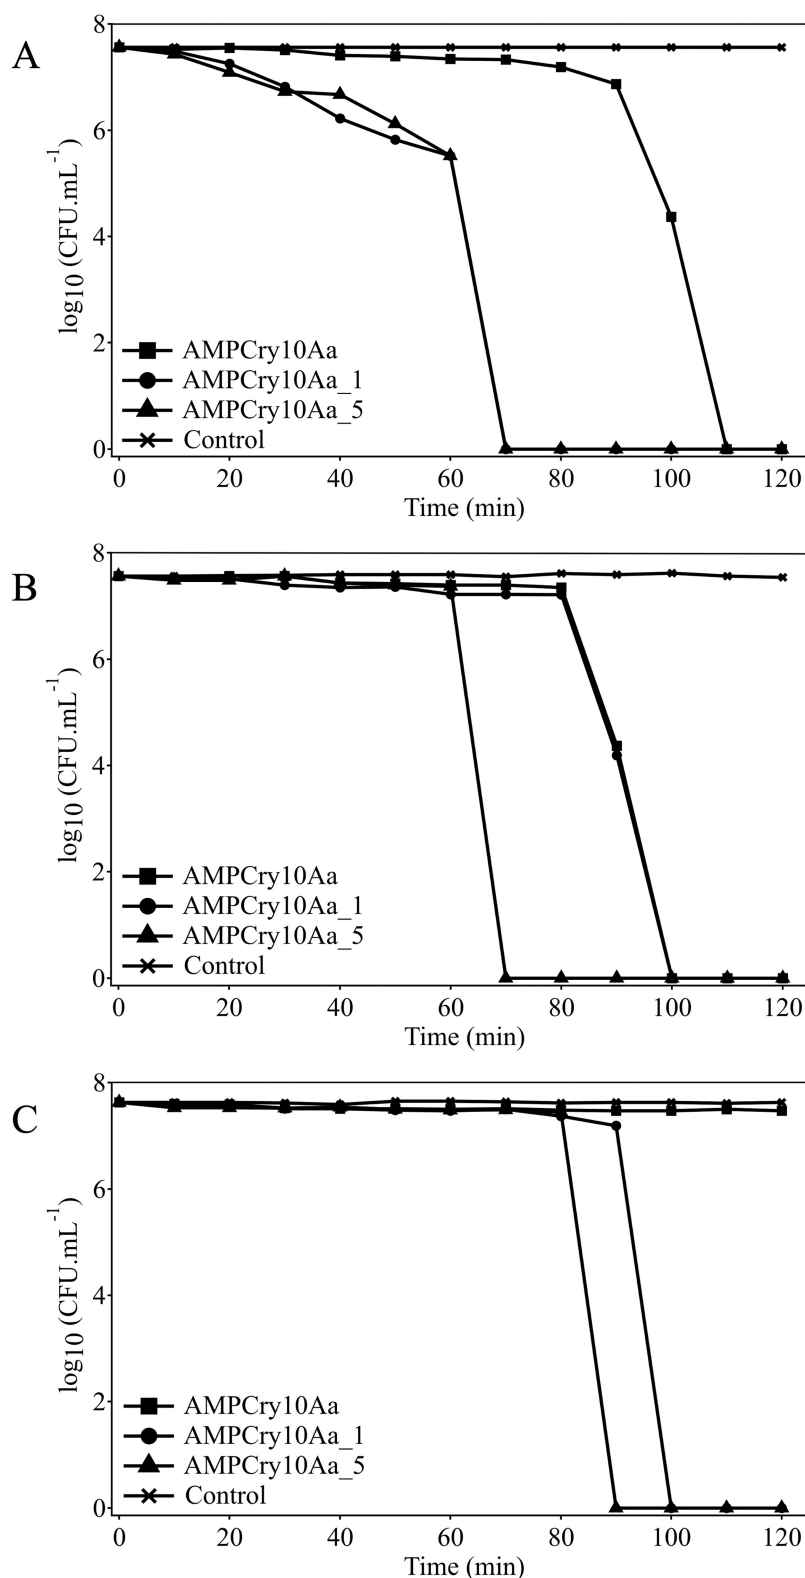 A
8
6
4
2
0
log10 (CFU.mL-1)
AMPCry10Aa
AMPCry10Aa_1
AMPCry10Aa_5
Control
0 20 40 60 80 100 120
Time (min)
B
8
6
4
2
0
log10 (CFU.mL-1)
AMPCry10Aa
AMPCry10Aa_1
AMPCry10Aa_5
Control
0 20 40 60 80 100 120
Time (min)
C
8
6
4
2
0
log10 (CFU.mL-1)
AMPCry10Aa
AMPCry10Aa_1
AMPCry10Aa_5
Control
0 20 40 60 80 100 120
Time (min)